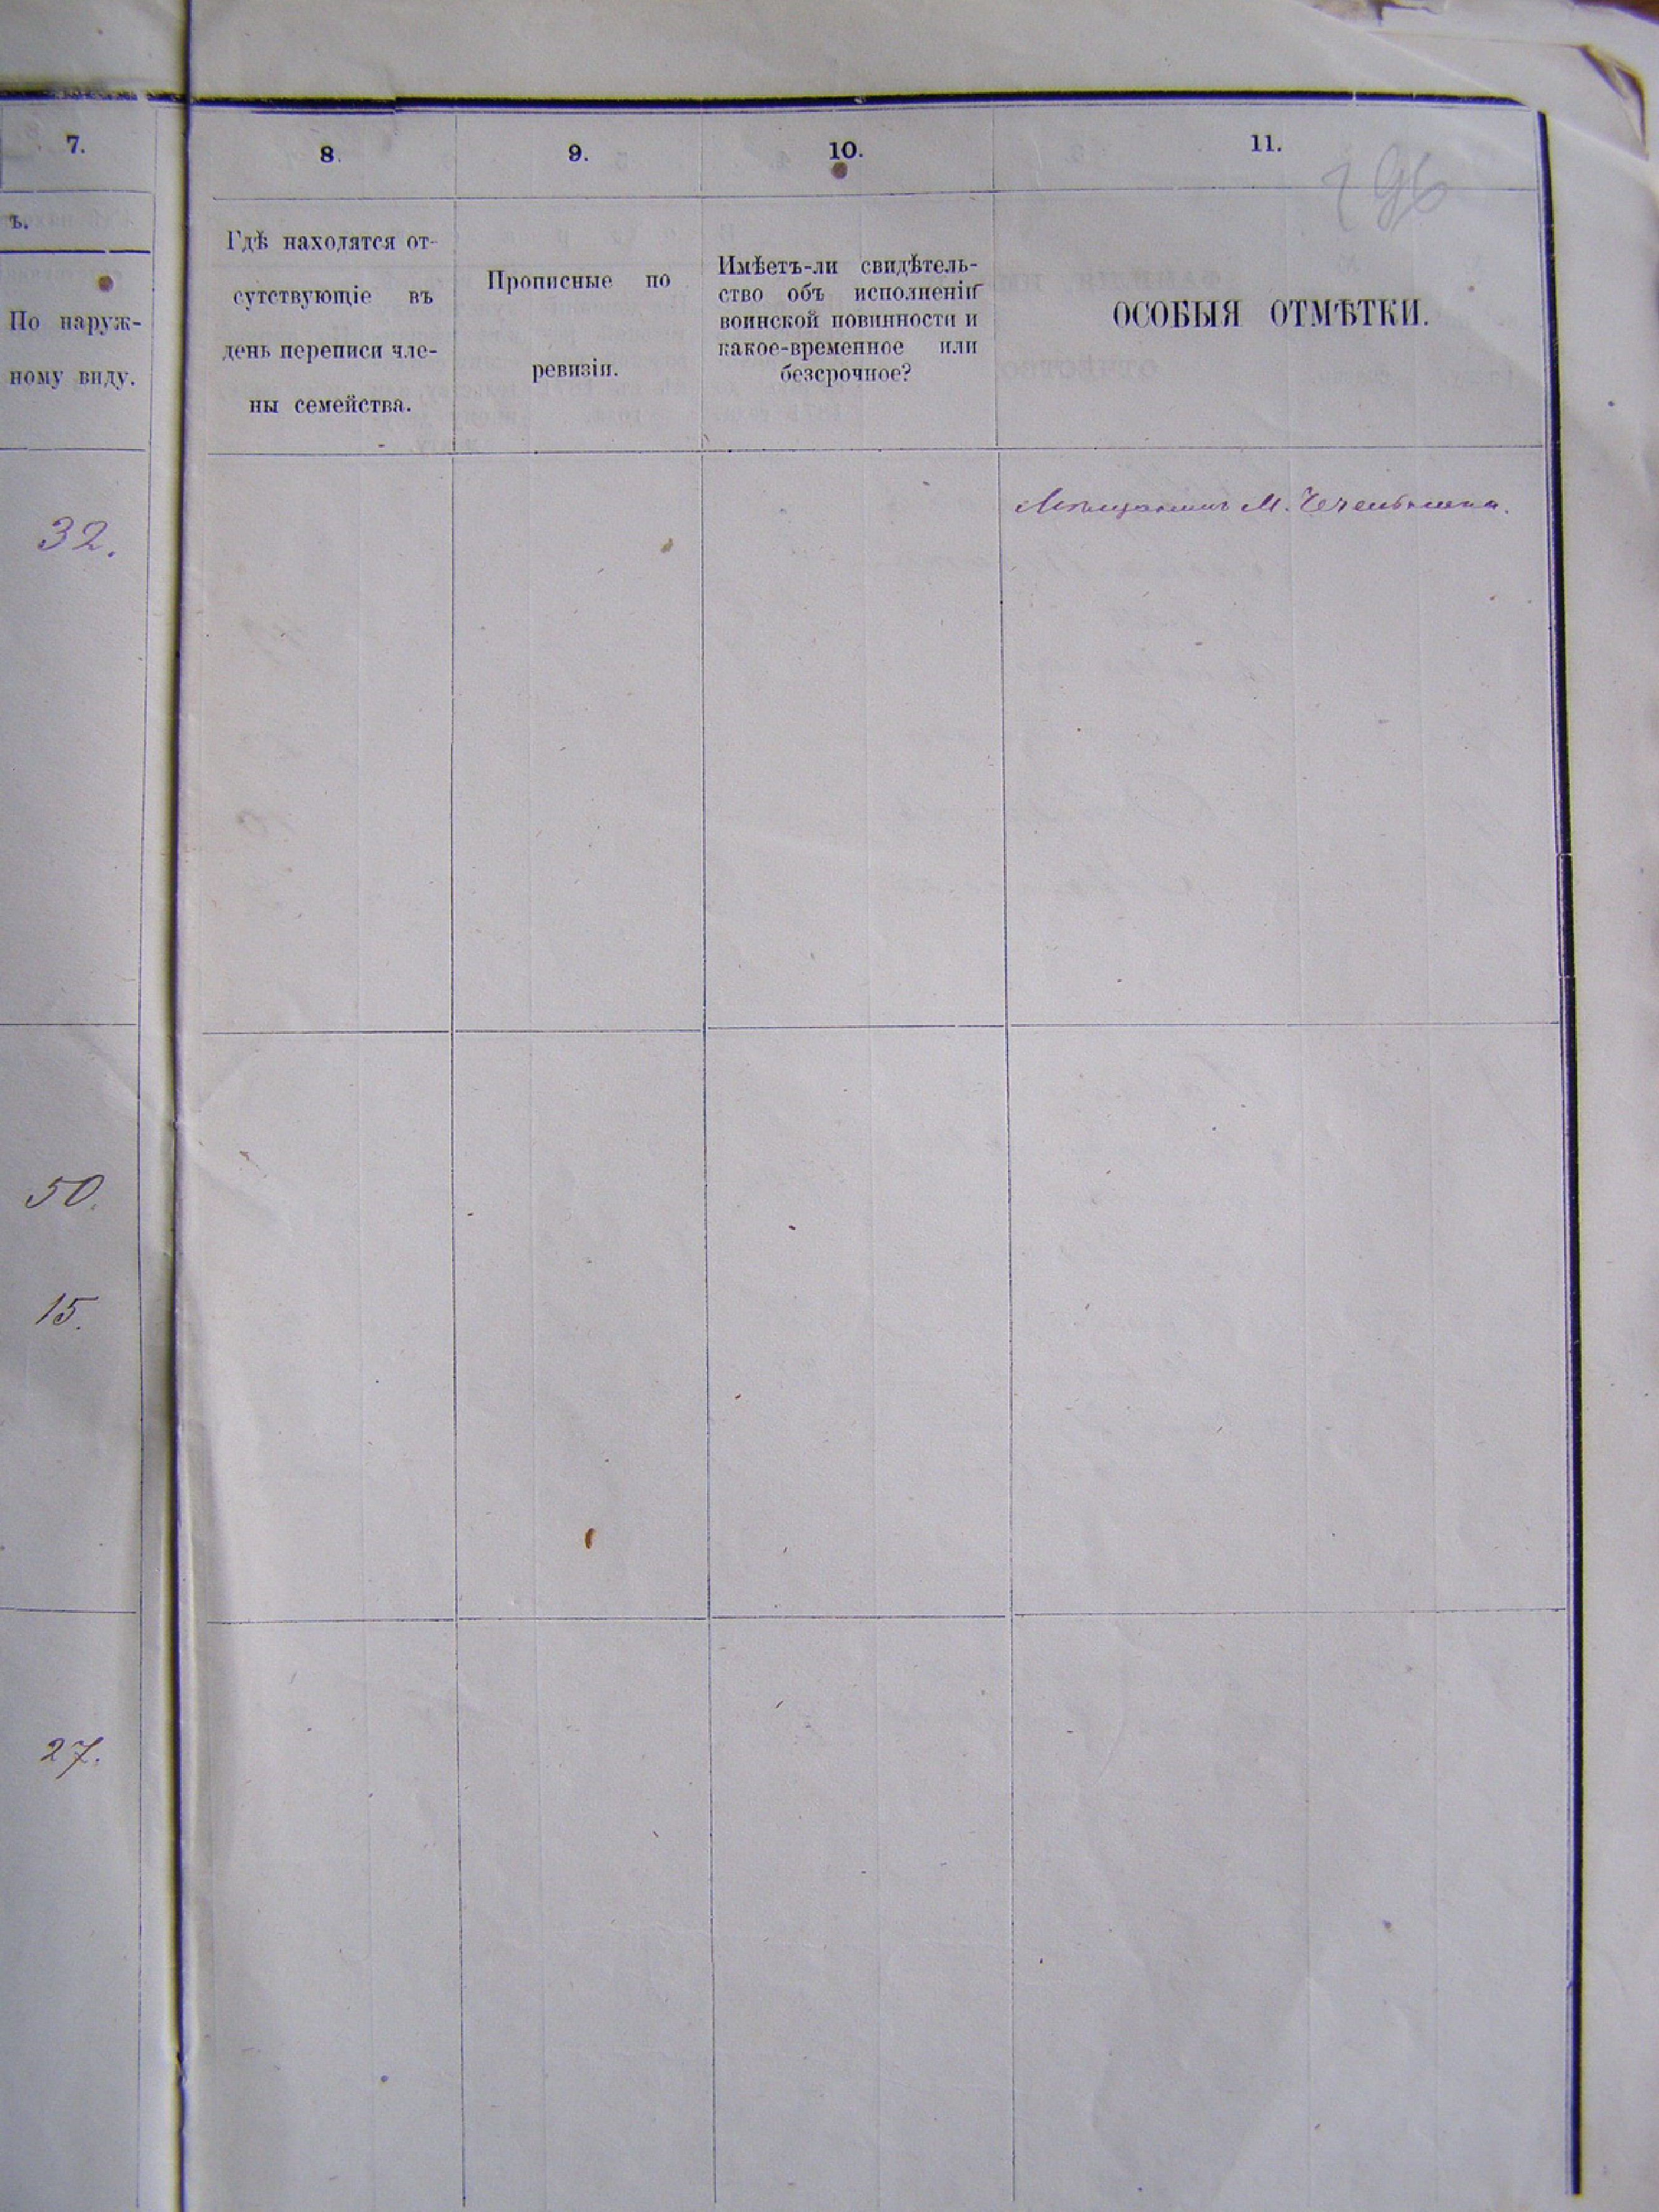 7.
8.
9.
10.
11.
ъ.
По наруж-
ному виду.
Гдѣ находятся от-
сутствующіе въ
день переписи чле-
ны семейства.
Прописные по
ревизіи.
Имѣетъ-ли свидѣтель-
ство объ исполненіи
воинской повинности и
какое-временное или
безсрочное?
ОСОБЫЯ ОТМѢТКИ.
32.
Мѣщанинъ М.
50.
15.
27.